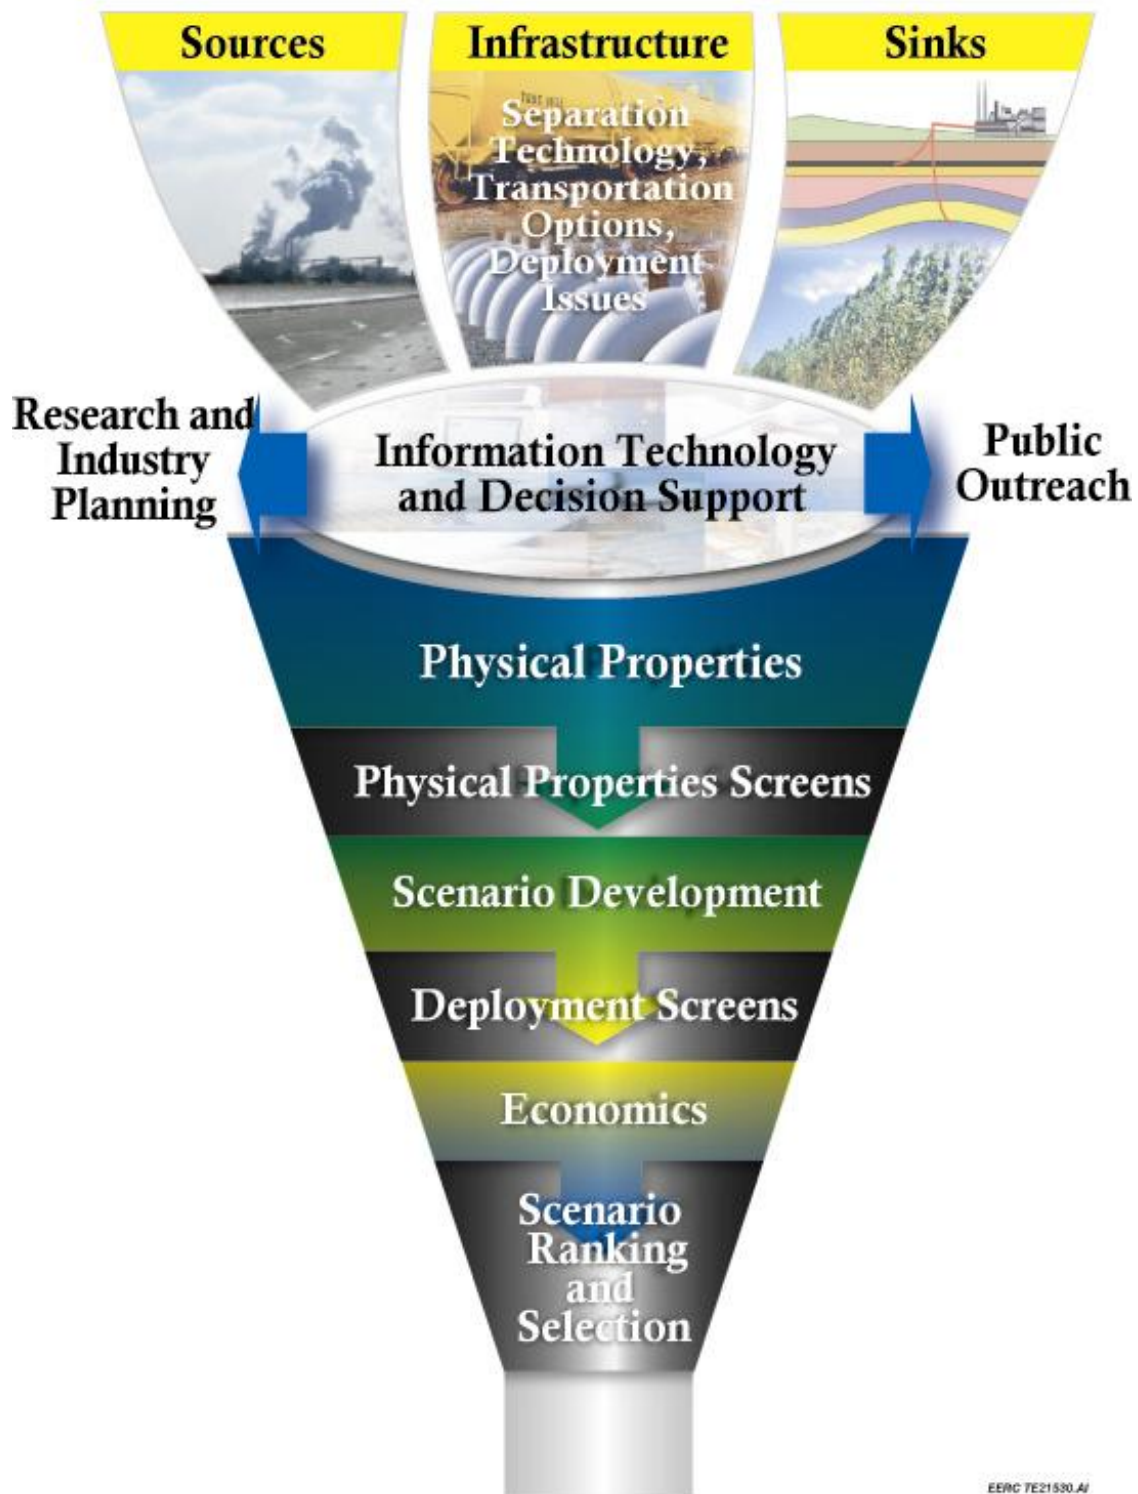 Sources
Infrastructure
Sinks
Separation
Technology,
Transportation
Options,
Deployment
Issues
Research and
Industry
Planning
Information Technology
and Decision Support
Public
Outreach
Physical Properties
Physical Properties Screens
Scenario Development
Deployment Screens
Economics
Scenario
Ranking
and
Selection
EERC TE21530.AI